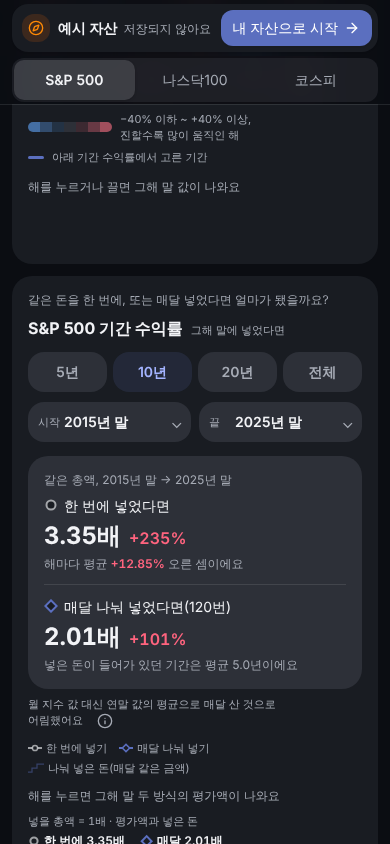 예시 자산 저장되지 않아요 내 자산으로 시작 →
S&P 500 나스닥100 코스피
−40% 이하 ~ +40% 이상,
진할수록 많이 움직인 해
아래 기간 수익률에서 고른 기간
해를 누르거나 끌면 그해 말 값이 나와요
같은 돈을 한 번에, 또는 매달 넣었다면 얼마가 됐을까요?
S&P 500 기간 수익률 그해 말에 넣었다면
5년 10년 20년 전체
시작 2015년 말 끝 2025년 말
같은 총액, 2015년 말 → 2025년 말
한 번에 넣었다면
3.35배 +235%
해마다 평균 +12.85% 오른 셈이에요
매달 나눠 넣었다면(120번)
2.01배 +101%
넣은 돈이 들어가 있던 기간은 평균 5.0년이에요
월 지수 값 대신 연말 값의 평균으로 매달 산 것으로
어림했어요
한 번에 넣기 매달 나눠 넣기
나눠 넣은 돈(매달 같은 금액)
해를 누르면 그해 말 두 방식의 평가액이 나와요
넣을 총액 = 1배 · 평가액과 넣은 돈
한 번에 3.35배 매달 2.01배